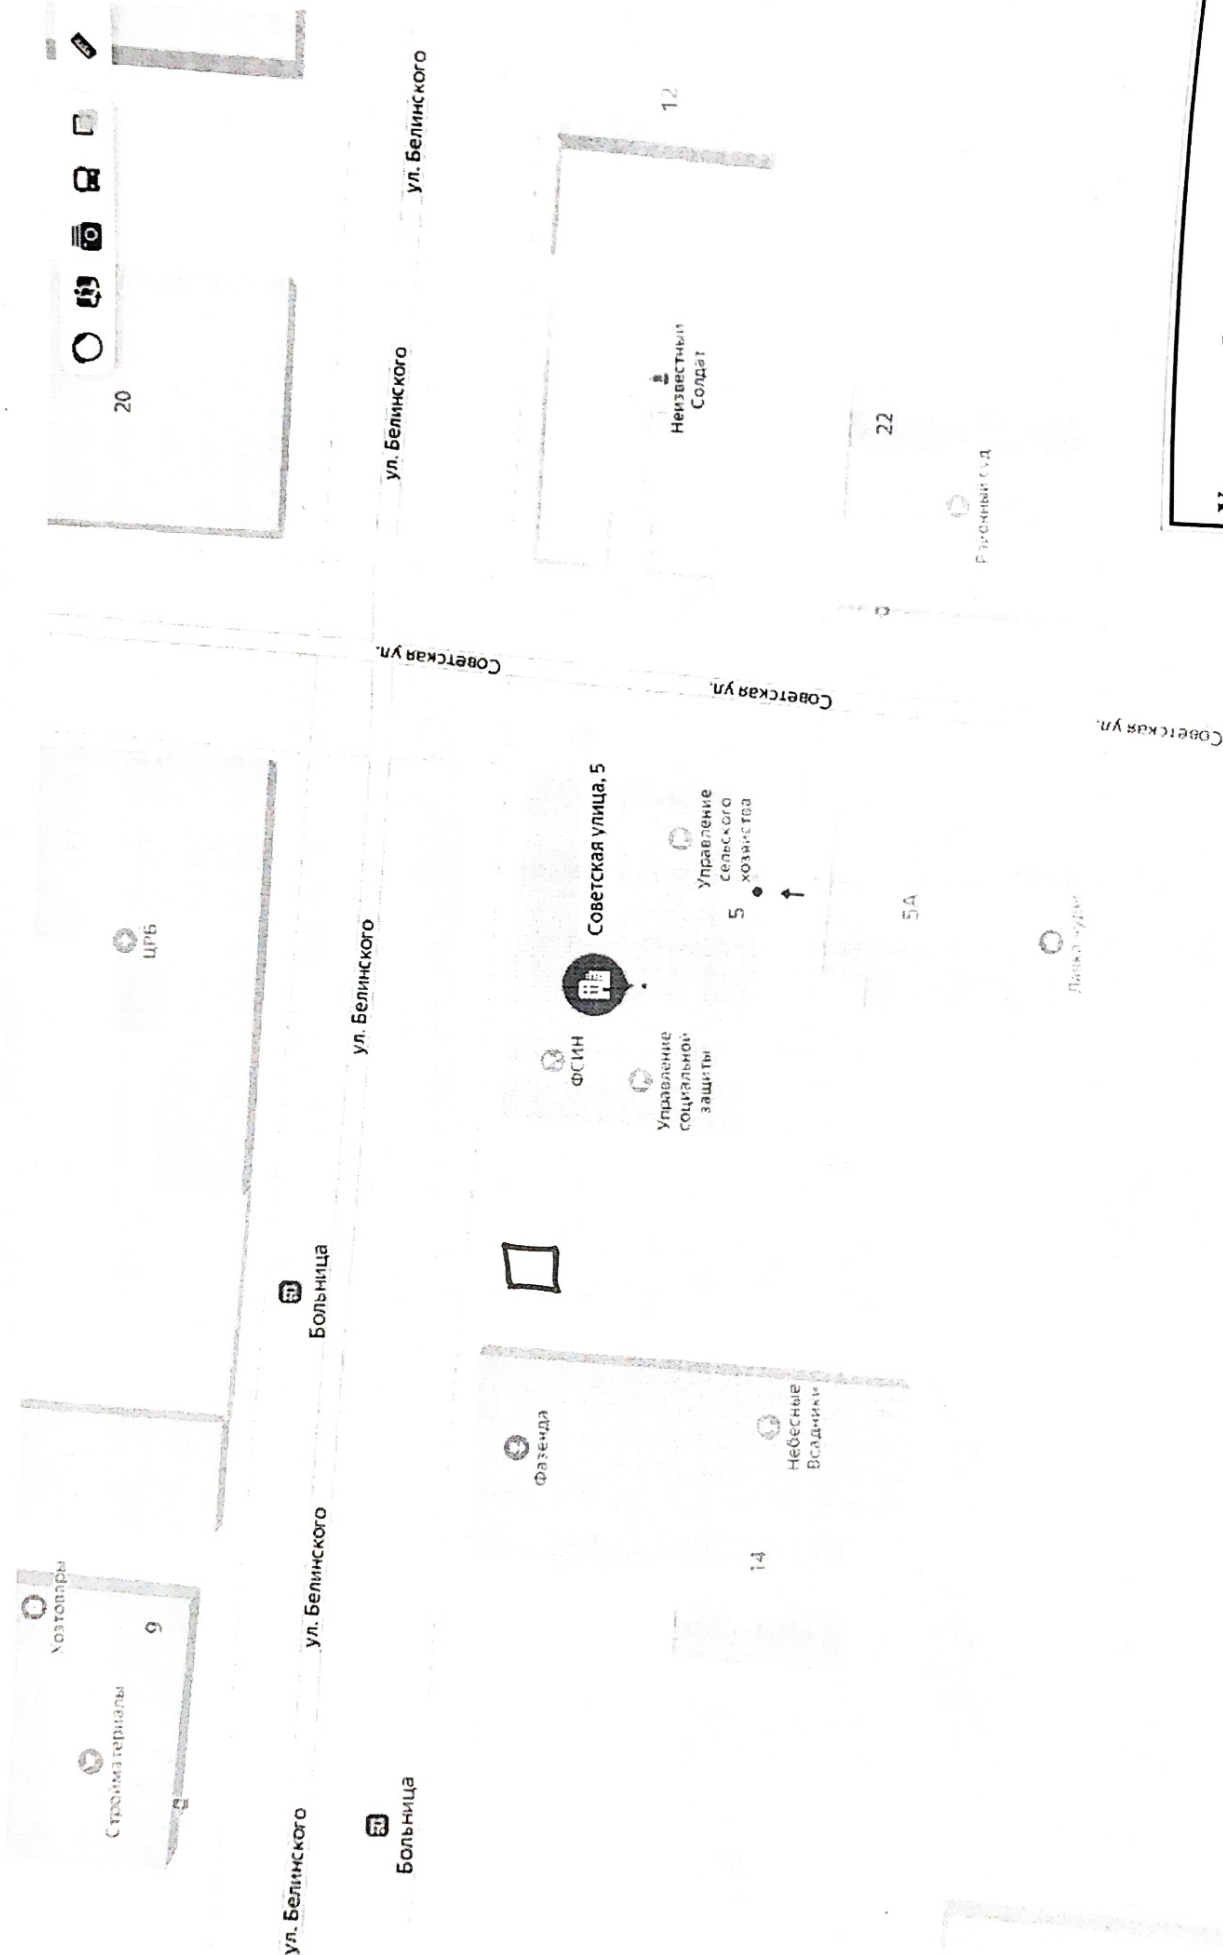 Хозтовары
Стройматериалы
9
ул. Белинского
Больница
ул. Белинского
Больница
ЦРБ
ул. Белинского
20
ул. Белинского
ул. Белинского
Советская ул.
Советская ул.
Советская ул.
Фазенда
Небесные
Всадники
14
ФСИН
Управление
социальной
защиты
Советская улица, 5
Управление
сельского
хозяйства
5
5А
Неизвестный
Солдат
12
22
Районный суд